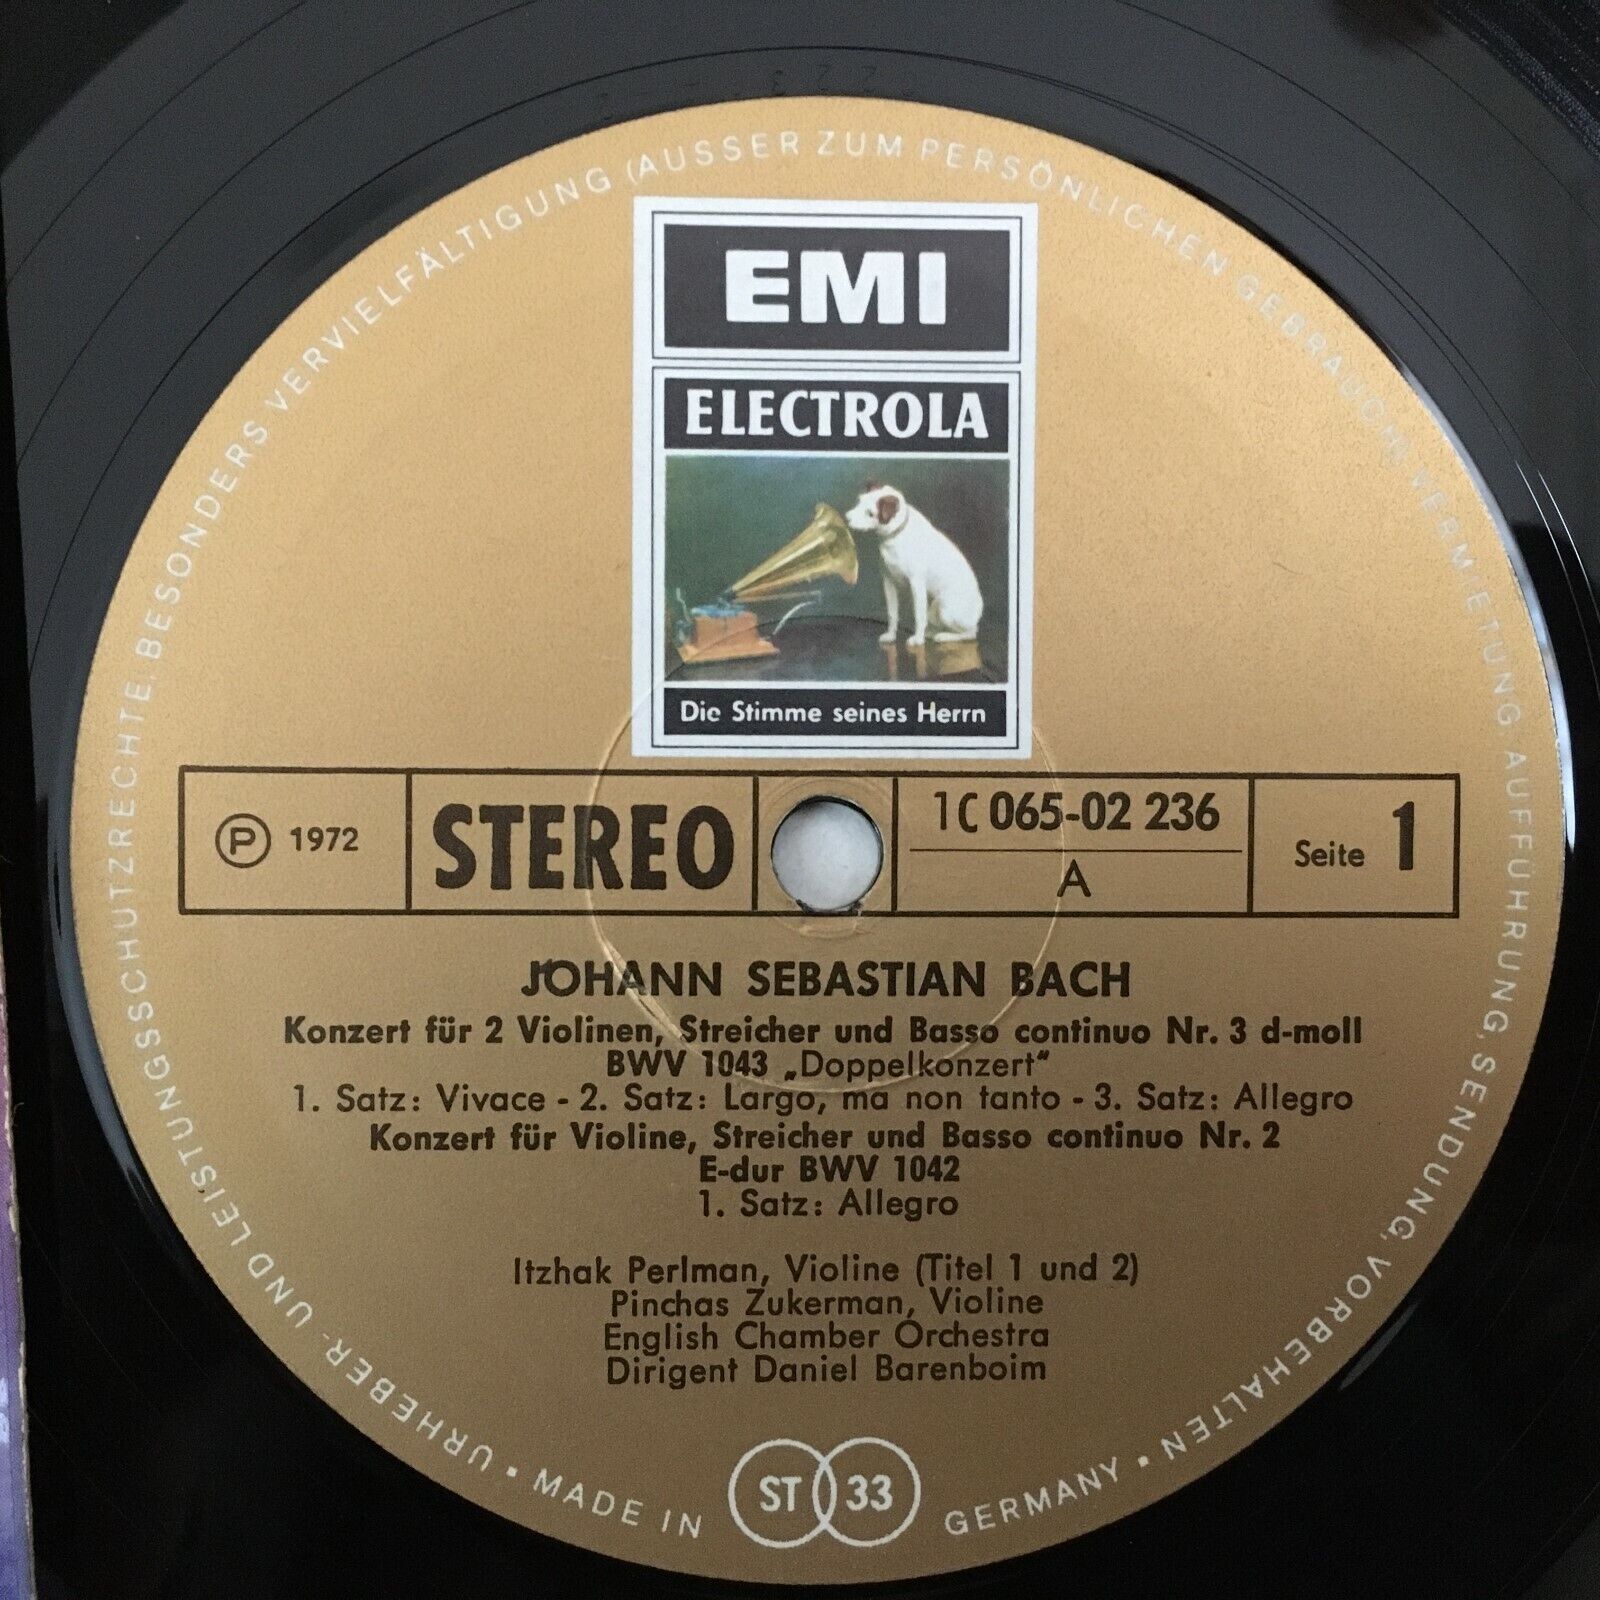 EMI
ELECTROLA
Die Stimme seines Herrn
Ⓟ 1972
STEREO
1C 065-02 236
A
Seite 1
JOHANN SEBASTIAN BACH
Konzert für 2 Violinen, Streicher und Basso continuo Nr. 3 d-moll
BWV 1043 „Doppelkonzert"
1. Satz: Vivace - 2. Satz: Largo, ma non tanto - 3. Satz: Allegro
Konzert für Violine, Streicher und Basso continuo Nr. 2
E-dur BWV 1042
1. Satz: Allegro
Itzhak Perlman, Violine (Titel 1 und 2)
Pinchas Zukerman, Violine
English Chamber Orchestra
Dirigent Daniel Barenboim
URHEBER- UND LEISTUNGSSCHUTZRECHTE, BESONDERS VERVIELFÄLTIGUNG (AUSSER ZUM PERSÖNLICHEN GEBRAUCH), VERMIETUNG AUFFÜHRUNG, SENDUNG, VORBEHALTEN
• MADE IN ST 33 GERMANY •